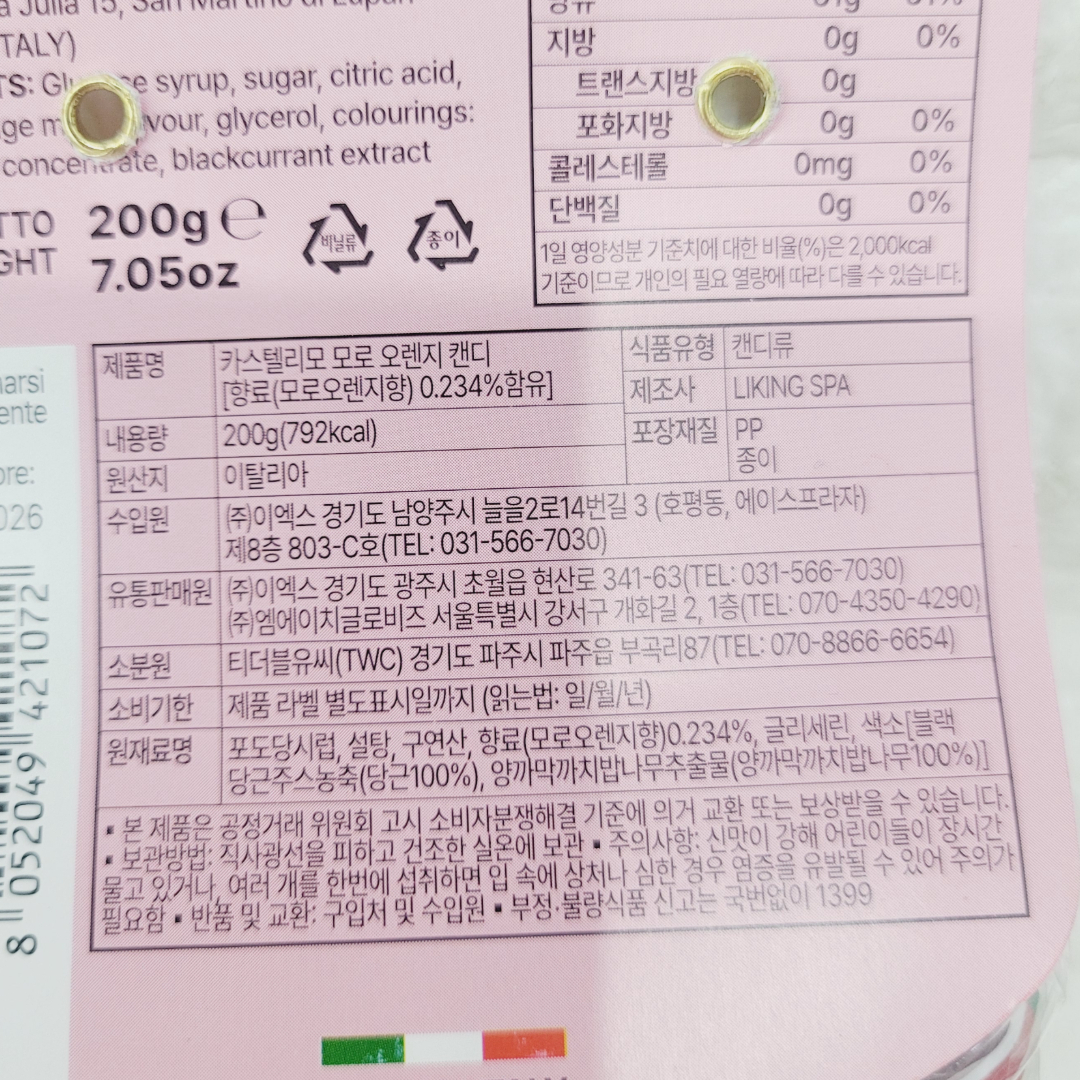 ITALY)
syrup, sugar, citric acid,
glycerol, colourings:
blackcurrant extract
200g e
7.05oz
비닐류
종이
지방 0g 0%
트랜스지방 0g
포화지방 0g 0%
콜레스테롤 0mg 0%
단백질 0g 0%
1일 영양성분 기준치에 대한 비율(%)은 2,000kcal
기준이므로 개인의 필요 열량에 따라 다를 수 있습니다.
제품명 카스텔리모 모로 오렌지 캔디
[향료(모로오렌지향) 0.234%함유]
식품유형 캔디류
제조사 LIKING SPA
내용량 200g(792kcal)
포장재질 PP
종이
원산지 이탈리아
수입원 (주)이엑스 경기도 남양주시 늘을2로14번길 3 (호평동, 에이스프라자)
제8층 803-C호(TEL: 031-566-7030)
유통판매원 (주)이엑스 경기도 광주시 초월읍 현산로 341-63(TEL: 031-566-7030)
(주)엠에이치글로비즈 서울특별시 강서구 개화길 2, 1층(TEL: 070-4350-4290)
소분원 티더블유씨(TWC) 경기도 파주시 파주읍 부곡리87(TEL: 070-8866-6654)
소비기한 제품 라벨 별도표시일까지 (읽는법: 일/월/년)
원재료명 포도당시럽, 설탕, 구연산, 향료(모로오렌지향)0.234%, 글리세린, 색소[블랙
당근주스농축(당근100%), 양까막까치밥나무추출물(양까막까치밥나무100%)]
▪ 본 제품은 공정거래 위원회 고시 소비자분쟁해결 기준에 의거 교환 또는 보상받을 수 있습니다.
▪ 보관방법: 직사광선을 피하고 건조한 실온에 보관 ▪ 주의사항: 신맛이 강해 어린이들이 장시간
물고 있거나, 여러 개를 한번에 섭취하면 입 속에 상처나 심한 경우 염증을 유발될 수 있어 주의가
필요함 ▪ 반품 및 교환: 구입처 및 수입원 ▪ 부정·불량식품 신고는 국번없이 1399
8 052049 421072